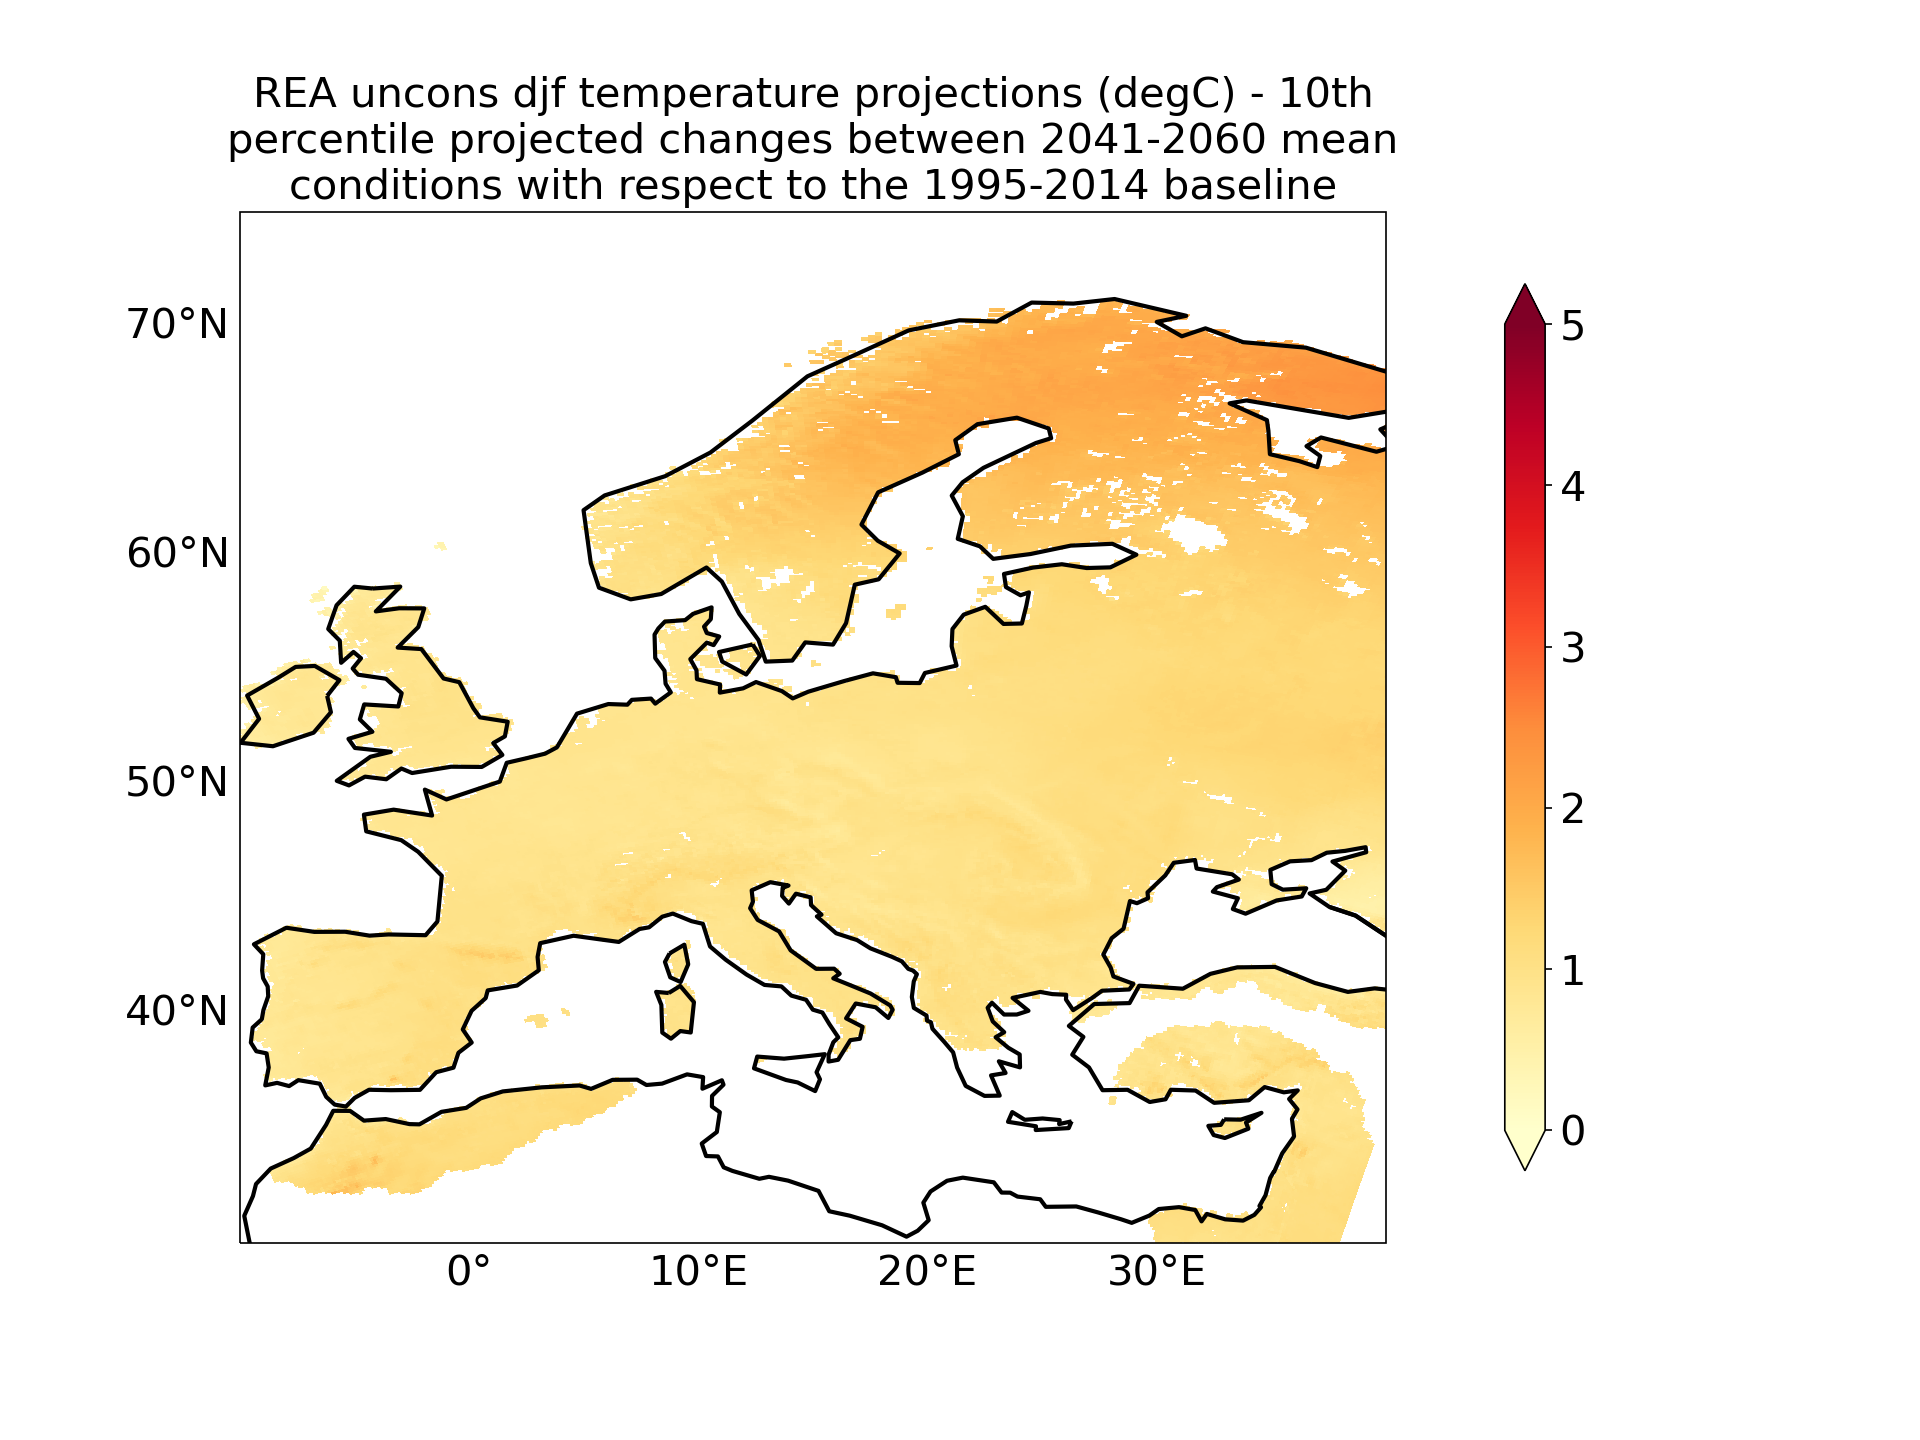 REA uncons djf temperature projections (degC) - 10th
percentile projected changes between 2041-2060 mean
conditions with respect to the 1995-2014 baseline
70°N
60°N
50°N
40°N
0°
10°E
20°E
30°E
5
4
3
2
1
0